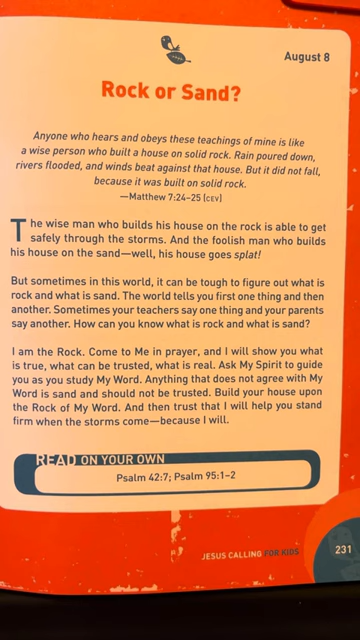 August 8
Rock or Sand?
Anyone who hears and obeys these teachings of mine is like
a wise person who built a house on solid rock. Rain poured down,
rivers flooded, and winds beat against that house. But it did not fall,
because it was built on solid rock.
—Matthew 7:24–25 (CEV)
The wise man who builds his house on the rock is able to get
safely through the storms. And the foolish man who builds
his house on the sand—well, his house goes splat!
But sometimes in this world, it can be tough to figure out what is
rock and what is sand. The world tells you first one thing and then
another. Sometimes your teachers say one thing and your parents
say another. How can you know what is rock and what is sand?
I am the Rock. Come to Me in prayer, and I will show you what
is true, what can be trusted, what is real. Ask My Spirit to guide
you as you study My Word. Anything that does not agree with My
Word is sand and should not be trusted. Build your house upon
the Rock of My Word. And then trust that I will help you stand
firm when the storms come—because I will.
READ ON YOUR OWN
Psalm 42:7; Psalm 95:1–2
JESUS CALLING FOR KIDS
231